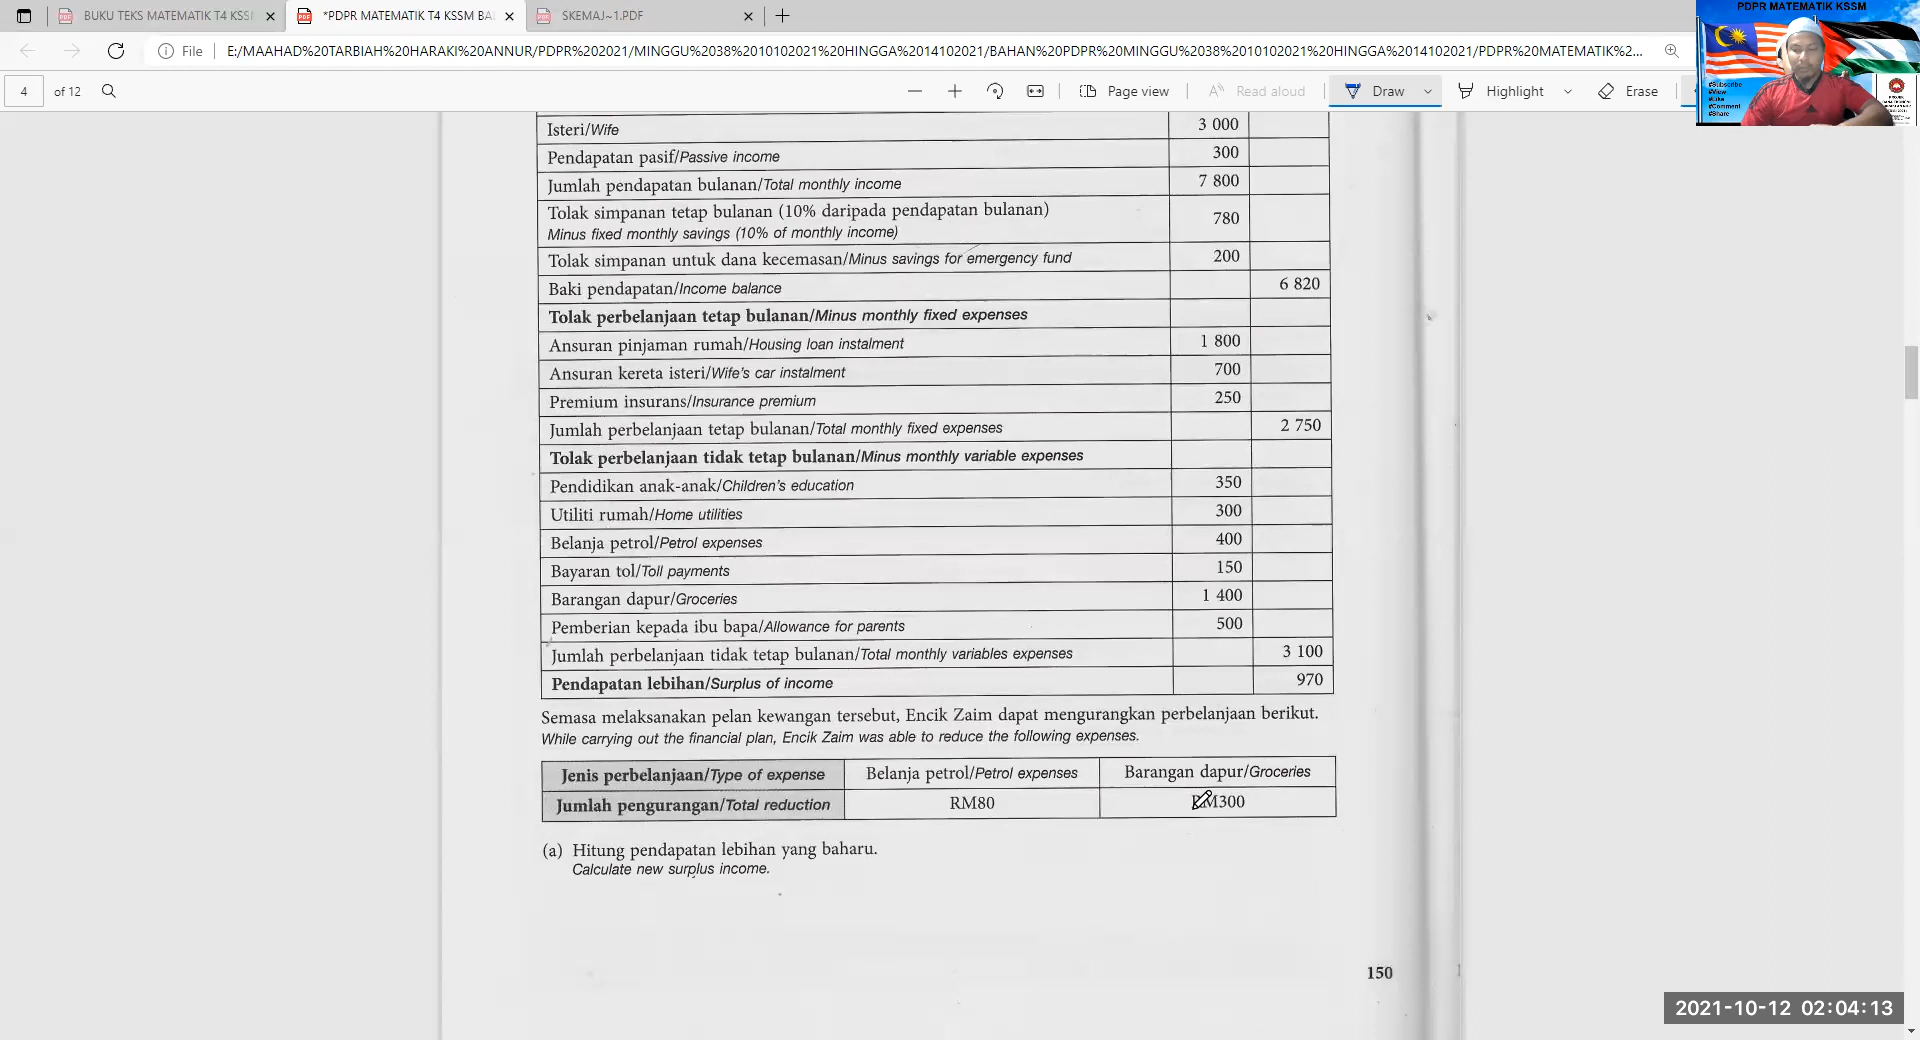 BUKU TEKS MATEMATIK T4 KSS
*PDPR MATEMATIK T4 KSSM BA
SKEMAJ~1.PDF
File
E:/MAAHAD%20TARBIAH%20HARAKI%20ANNUR/PDPR%202021/MINGGU%2038%2010102021%20HINGGA%2014102021/BAHAN%20PDPR%20MINGGU%2038%2010102021%20HINGGA%2014102021/PDPR%20MATEMATIK%2...
4 of 12
Page view
Read aloud
Draw
Highlight
Erase
PDPR MATEMATIK KSSM
#Subscribe
#View
#Like
#Comment
#Share
Isteri/Wife 3 000
Pendapatan pasif/Passive income 300
Jumlah pendapatan bulanan/Total monthly income 7 800
Tolak simpanan tetap bulanan (10% daripada pendapatan bulanan)
Minus fixed monthly savings (10% of monthly income) 780
Tolak simpanan untuk dana kecemasan/Minus savings for emergency fund 200
Baki pendapatan/Income balance 6 820
Tolak perbelanjaan tetap bulanan/Minus monthly fixed expenses
Ansuran pinjaman rumah/Housing loan instalment 1 800
Ansuran kereta isteri/Wife's car instalment 700
Premium insurans/Insurance premium 250
Jumlah perbelanjaan tetap bulanan/Total monthly fixed expenses 2 750
Tolak perbelanjaan tidak tetap bulanan/Minus monthly variable expenses
Pendidikan anak-anak/Children's education 350
Utiliti rumah/Home utilities 300
Belanja petrol/Petrol expenses 400
Bayaran tol/Toll payments 150
Barangan dapur/Groceries 1 400
Pemberian kepada ibu bapa/Allowance for parents 500
Jumlah perbelanjaan tidak tetap bulanan/Total monthly variables expenses 3 100
Pendapatan lebihan/Surplus of income 970
Semasa melaksanakan pelan kewangan tersebut, Encik Zaim dapat mengurangkan perbelanjaan berikut.
While carrying out the financial plan, Encik Zaim was able to reduce the following expenses.
Jenis perbelanjaan/Type of expense Belanja petrol/Petrol expenses Barangan dapur/Groceries
Jumlah pengurangan/Total reduction RM80 RM300
(a) Hitung pendapatan lebihan yang baharu.
Calculate new surplus income.
150
2021-10-12 02:04:13